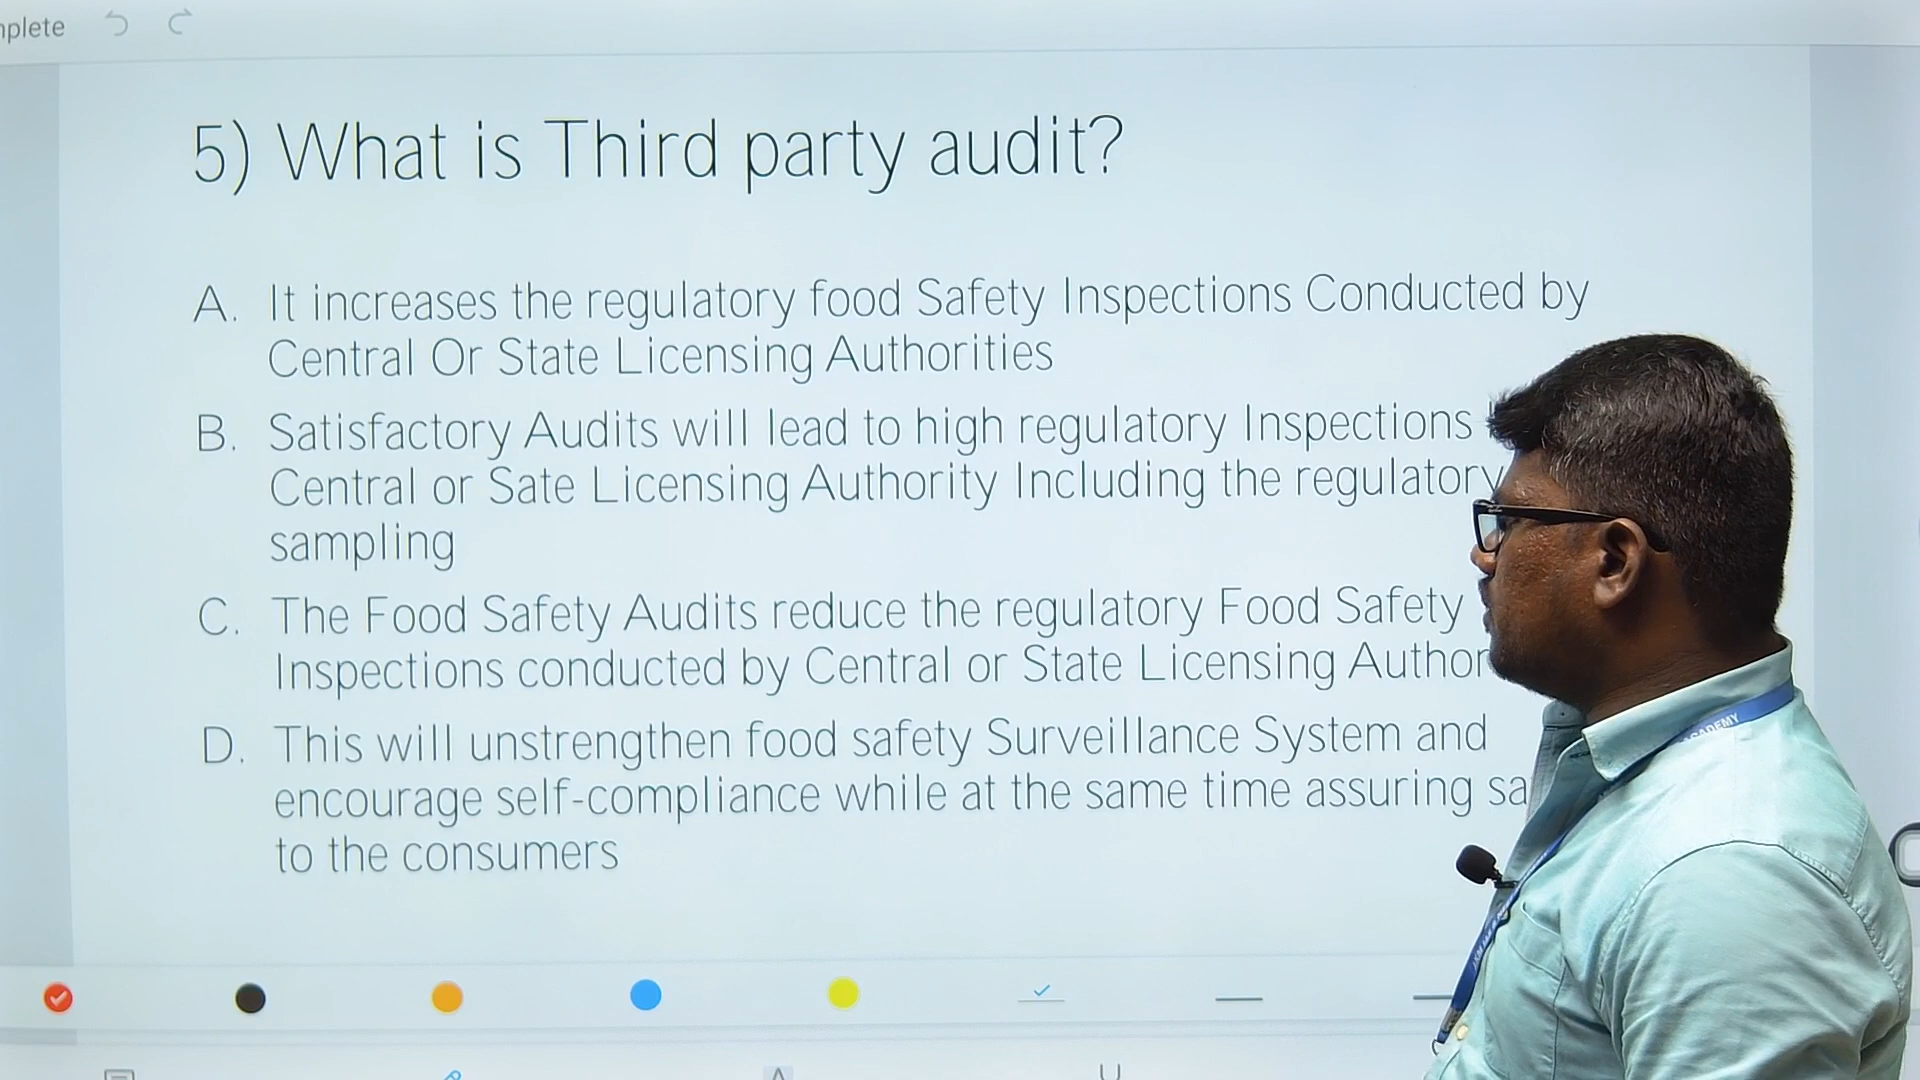 5) What is Third party audit?
A. It increases the regulatory food Safety Inspections Conducted by
Central Or State Licensing Authorities
B. Satisfactory Audits will lead to high regulatory Inspections
Central or Sate Licensing Authority Including the regulatory
sampling
C. The Food Safety Audits reduce the regulatory Food Safety
Inspections conducted by Central or State Licensing
D. This will unstrengthen food safety Surveillance System and
encourage self-compliance while at the same time assuring
to the consumers